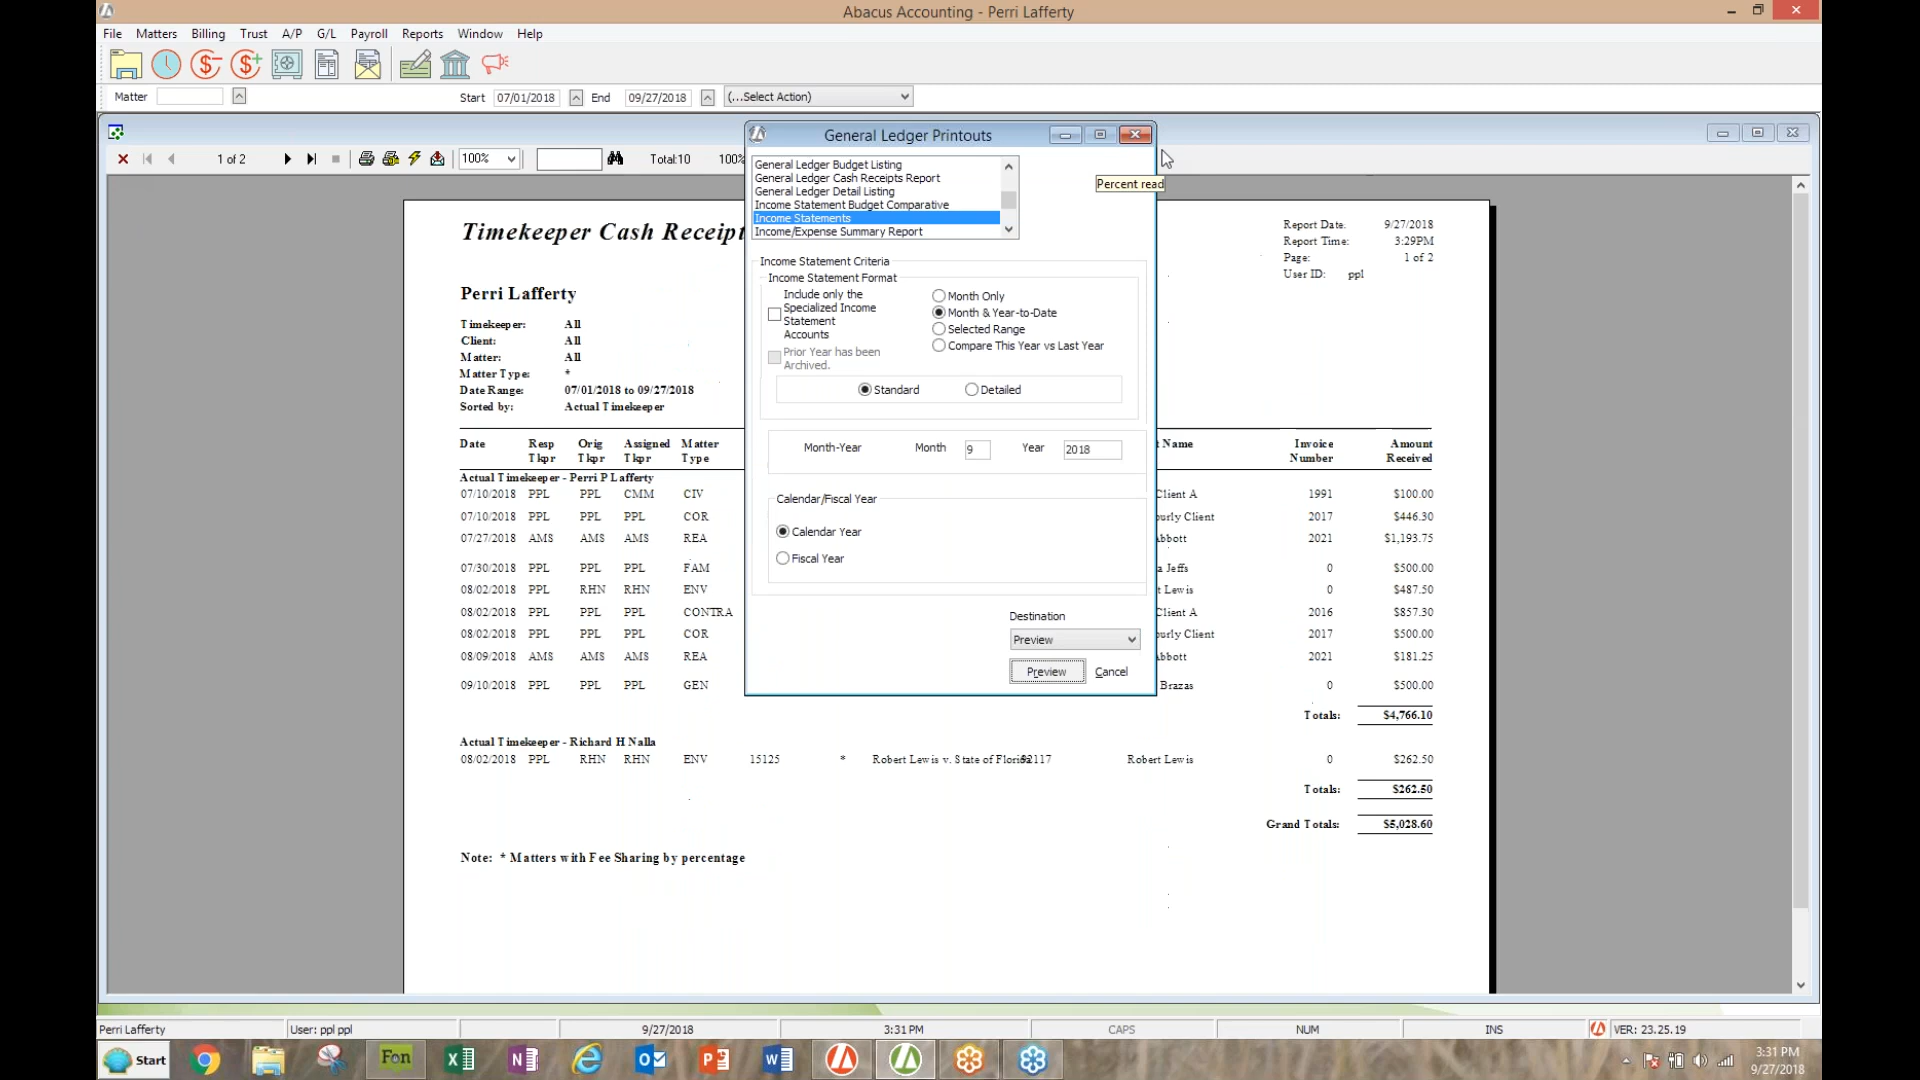 Abacus Accounting - Perri Lafferty
File Matters Billing Trust A/P G/L Payroll Reports Window Help
Matter Start 07/01/2018 End 09/27/2018 (...Select Action)
1 of 2 100% Total:10 100%
General Ledger Printouts
General Ledger Budget Listing
General Ledger Cash Receipts Report
General Ledger Detail Listing
Income Statement Budget Comparative
Income Statements
Income/Expense Summary Report
Percent read
Income Statement Criteria
Income Statement Format
Include only the
Specialized Income
Statement
Accounts
Prior Year has been
Archived.
Month Only
Month & Year-to-Date
Selected Range
Compare This Year vs Last Year
Standard Detailed
Month-Year Month 9 Year 2018
Calendar/Fiscal Year
Calendar Year
Fiscal Year
Destination
Preview
Preview Cancel
Timekeeper Cash Receipt
Report Date: 9/27/2018
Report Time: 3:29PM
Page: 1 of 2
User ID: ppl
Perri Lafferty
Timekeeper: All
Client: All
Matter: All
Matter Type: *
Date Range: 07/01/2018 to 09/27/2018
Sorted by: Actual Timekeeper
Date Resp Orig Assigned Matter t Name Invoice Amount
Tkpr Tkpr Tkpr Type Number Received
Actual Timekeeper - Perri P Lafferty
07/10/2018 PPL PPL CMM CIV Client A 1991 $100.00
07/10/2018 PPL PPL PPL COR ourly Client 2017 $446.30
07/27/2018 AMS AMS AMS REA Abbott 2021 $1,193.75
07/30/2018 PPL PPL PPL FAM a Jeffs 0 $500.00
08/02/2018 PPL RHN RHN ENV t Lewis 0 $487.50
08/02/2018 PPL PPL PPL CONTRA Client A 2016 $857.30
08/02/2018 PPL PPL PPL COR ourly Client 2017 $500.00
08/09/2018 AMS AMS AMS REA Abbott 2021 $181.25
09/10/2018 PPL PPL PPL GEN Brazas 0 $500.00
Totals: $4,766.10
Actual Timekeeper - Richard H Nalla
08/02/2018 PPL RHN RHN ENV 15125 * Robert Lewis v. State of Florida 92117 Robert Lewis 0 $262.50
Totals: $262.50
Grand Totals: $5,028.60
Note: * Matters with Fee Sharing by percentage
Perri Lafferty User: ppl ppl 9/27/2018 3:31 PM CAPS NUM INS VER: 23.25.19
Start Fon 3:31 PM
9/27/2018